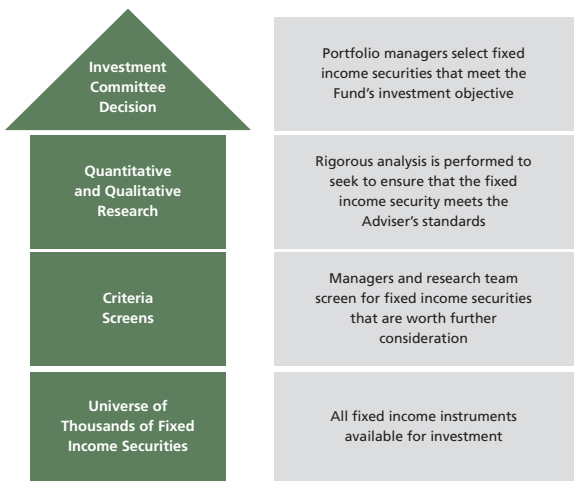 Investment
Committee
Decision
Portfolio managers select fixed
income securities that meet the
Fund's investment objective
Quantitative
and Qualitative
Research
Rigorous analysis is performed to
seek to ensure that the fixed
income security meets the
Adviser's standards
Criteria
Screens
Managers and research team
screen for fixed income securities
that are worth further
consideration
Universe of
Thousands of Fixed
Income Securities
All fixed income instruments
available for investment